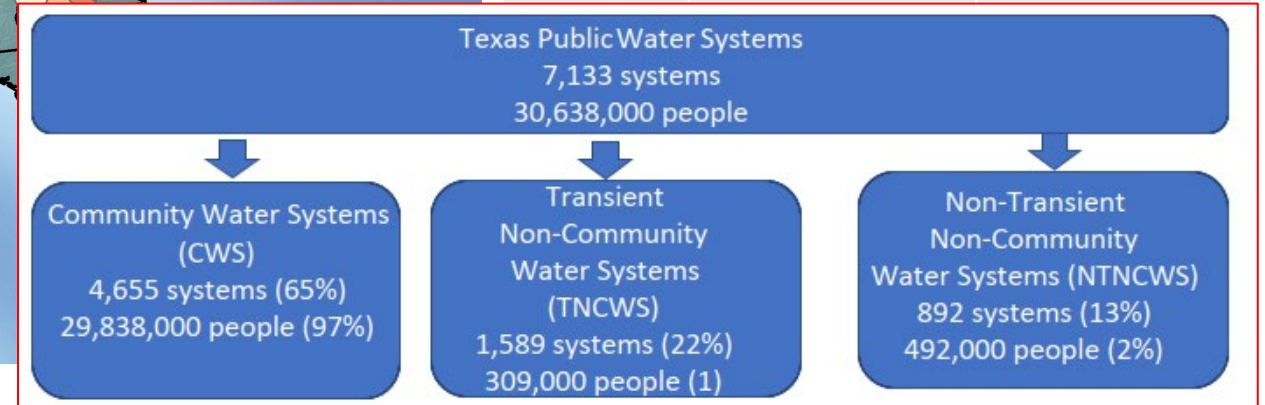 Texas Public Water Systems
7,133 systems
30,638,000 people
Community Water Systems
(CWS)
4,655 systems (65%)
29,838,000 people (97%)
Transient
Non-Community
Water Systems
(TNCWS)
1,589 systems (22%)
309,000 people (1)
Non-Transient
Non-Community
Water Systems (NTNCWS)
892 systems (13%)
492,000 people (2%)